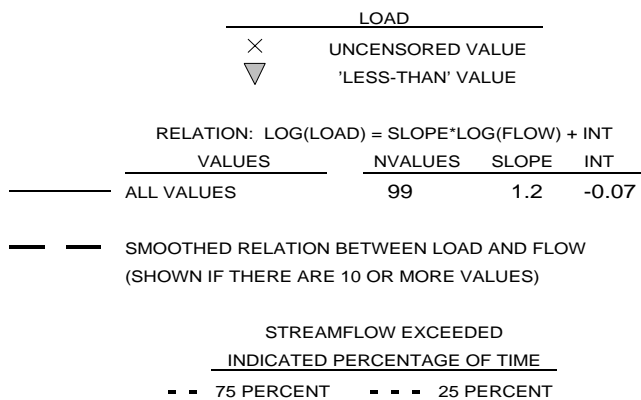 LOAD
UNCENSORED VALUE
'LESS-THAN' VALUE
RELATION: LOG(LOAD) = SLOPE*LOG(FLOW) + INT
VALUES NVALUES SLOPE INT
ALL VALUES 99 1.2 -0.07
SMOOTHED RELATION BETWEEN LOAD AND FLOW
(SHOWN IF THERE ARE 10 OR MORE VALUES)
STREAMFLOW EXCEEDED
INDICATED PERCENTAGE OF TIME
75 PERCENT 25 PERCENT